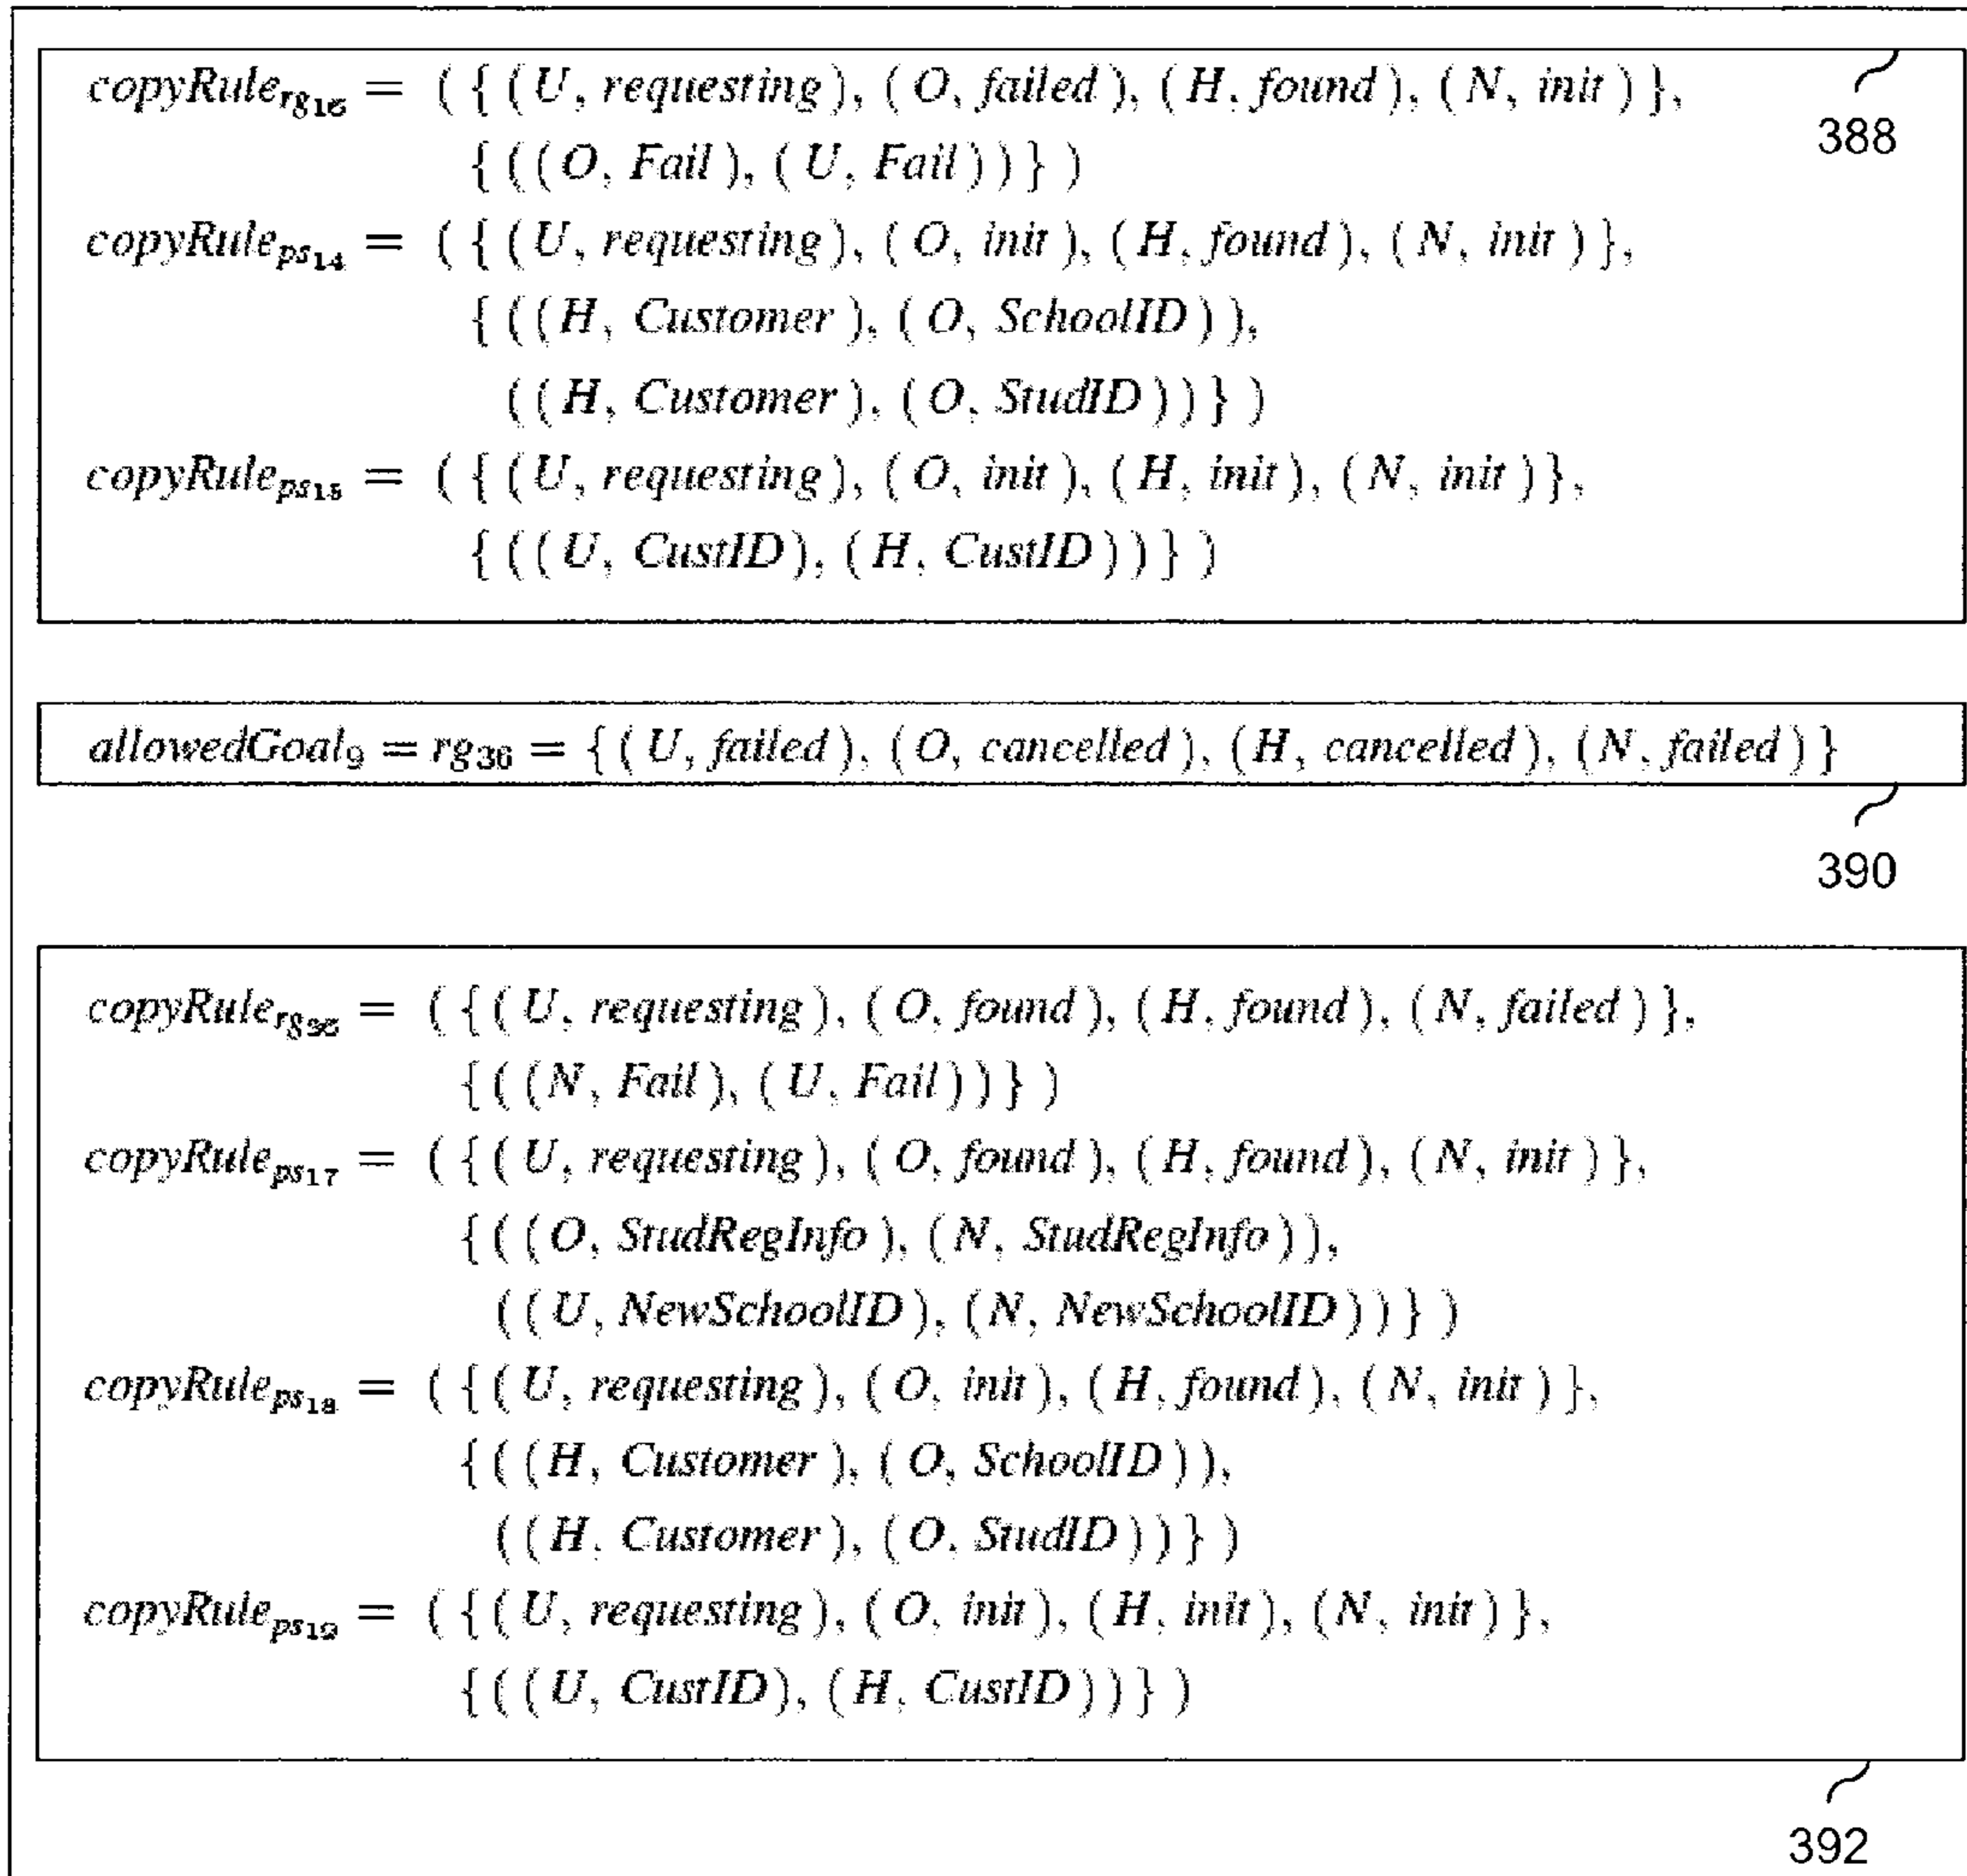 copyRule_rg16 = ( { ( U, requesting ), ( O, failed ), ( H, found ), ( N, init ) },
388
{ ( ( O, Fail ), ( U, Fail ) ) } )
copyRule_ps14 = ( { ( U, requesting ), ( O, init ), ( H, found ), ( N, init ) },
{ ( ( H, Customer ), ( O, SchoolID ) ),
( ( H, Customer ), ( O, StudID ) ) } )
copyRule_ps15 = ( { ( U, requesting ), ( O, init ), ( H, init ), ( N, init ) },
{ ( ( U, CustID ), ( H, CustID ) ) } )
allowedGoal_9 = rg_36 = { ( U, failed ), ( O, cancelled ), ( H, cancelled ), ( N, failed ) }
390
copyRule_rg36 = ( { ( U, requesting ), ( O, found ), ( H, found ), ( N, failed ) },
{ ( ( N, Fail ), ( U, Fail ) ) } )
copyRule_ps17 = ( { ( U, requesting ), ( O, found ), ( H, found ), ( N, init ) },
{ ( ( O, StudRegInfo ), ( N, StudRegInfo ) ),
( ( U, NewSchoolID ), ( N, NewSchoolID ) ) } )
copyRule_ps18 = ( { ( U, requesting ), ( O, init ), ( H, found ), ( N, init ) },
{ ( ( H, Customer ), ( O, SchoolID ) ),
( ( H, Customer ), ( O, StudID ) ) } )
copyRule_ps19 = ( { ( U, requesting ), ( O, init ), ( H, init ), ( N, init ) },
{ ( ( U, CustID ), ( H, CustID ) ) } )
392